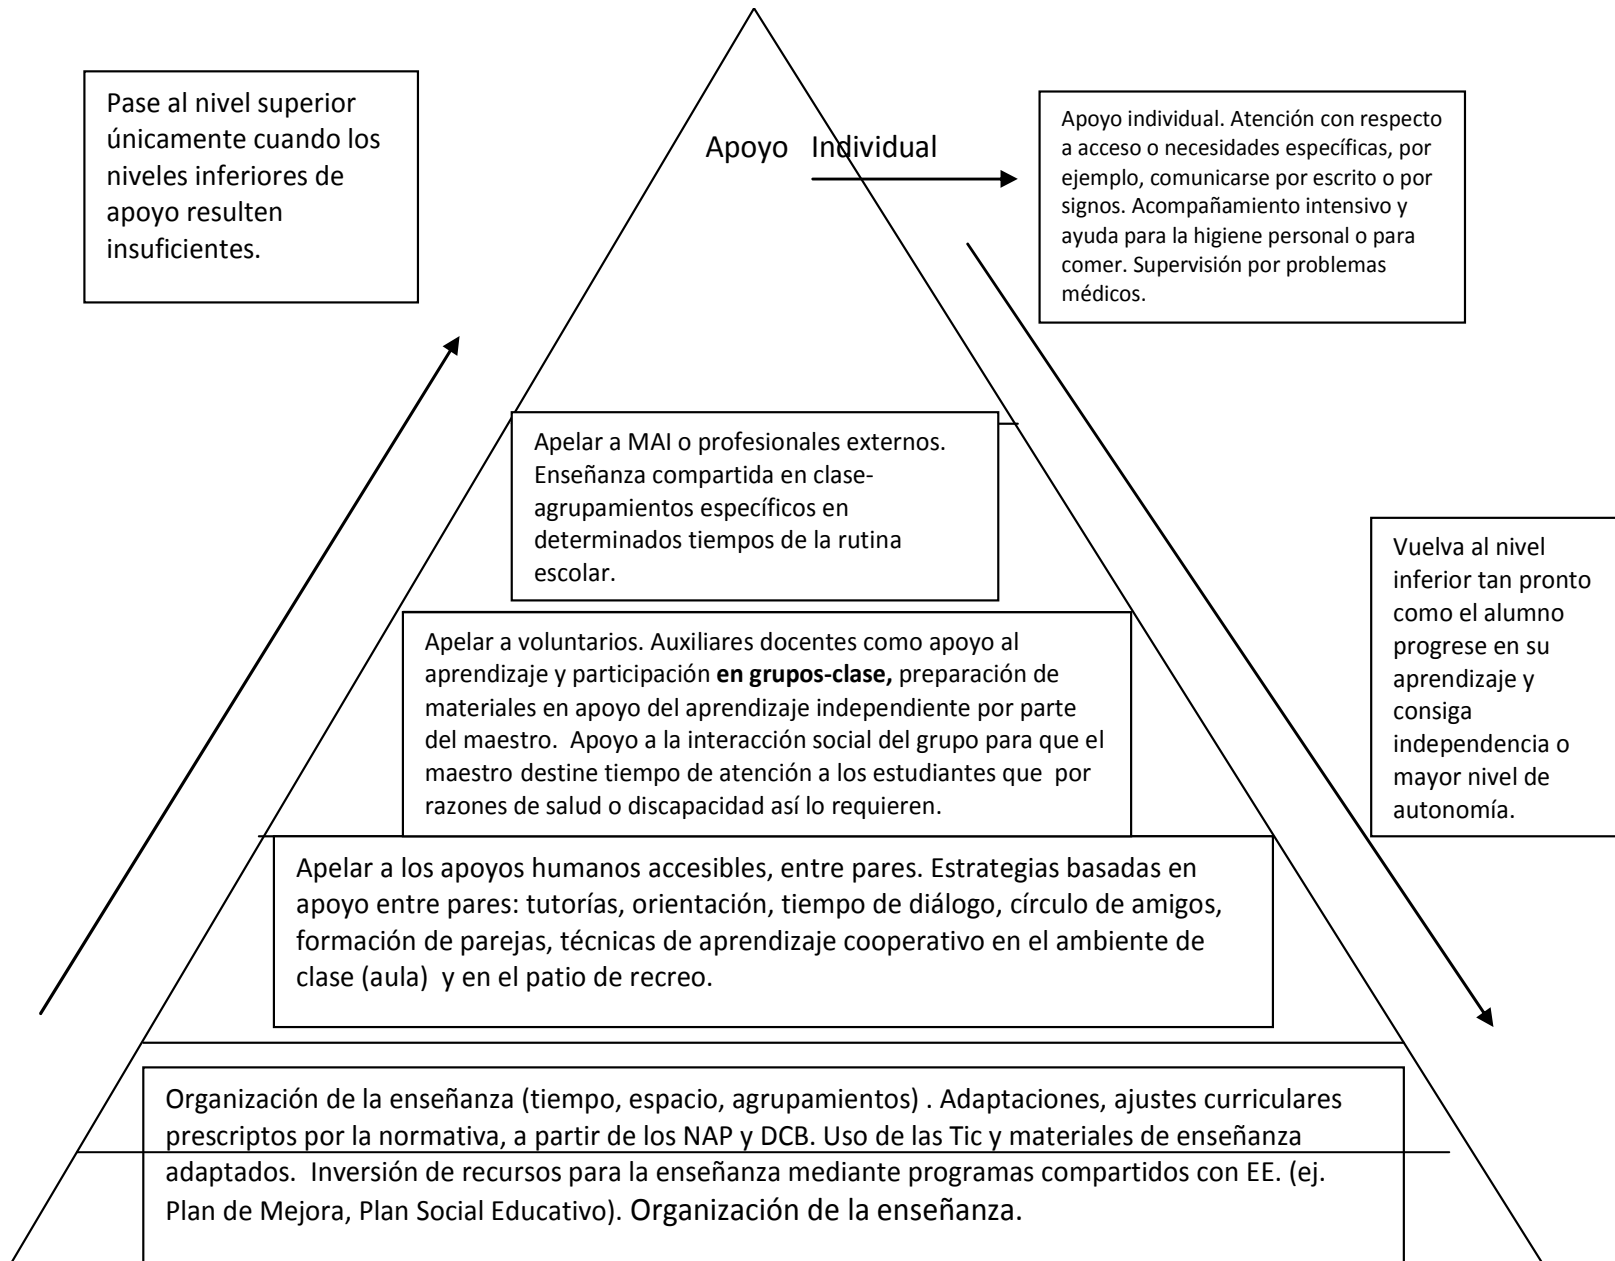 Pase al nivel superior
únicamente cuando los
niveles inferiores de
apoyo resulten
insuficientes.
Apoyo Individual
Apoyo individual. Atención con respecto
a acceso o necesidades específicas, por
ejemplo, comunicarse por escrito o por
signos. Acompañamiento intensivo y
ayuda para la higiene personal o para
comer. Supervisión por problemas
médicos.
Apelar a MAI o profesionales externos.
Enseñanza compartida en clase-
agrupamientos específicos en
determinados tiempos de la rutina
escolar.
Vuelva al nivel
inferior tan pronto
como el alumno
progrese en su
aprendizaje y
consiga
independencia o
mayor nivel de
autonomía.
Apelar a voluntarios. Auxiliares docentes como apoyo al
aprendizaje y participación en grupos-clase, preparación de
materiales en apoyo del aprendizaje independiente por parte
del maestro. Apoyo a la interacción social del grupo para que el
maestro destine tiempo de atención a los estudiantes que por
razones de salud o discapacidad así lo requieren.
Apelar a los apoyos humanos accesibles, entre pares. Estrategias basadas en
apoyo entre pares: tutorías, orientación, tiempo de diálogo, círculo de amigos,
formación de parejas, técnicas de aprendizaje cooperativo en el ambiente de
clase (aula) y en el patio de recreo.
Organización de la enseñanza (tiempo, espacio, agrupamientos) . Adaptaciones, ajustes curriculares
prescriptos por la normativa, a partir de los NAP y DCB. Uso de las Tic y materiales de enseñanza
adaptados. Inversión de recursos para la enseñanza mediante programas compartidos con EE. (ej.
Plan de Mejora, Plan Social Educativo). Organización de la enseñanza.